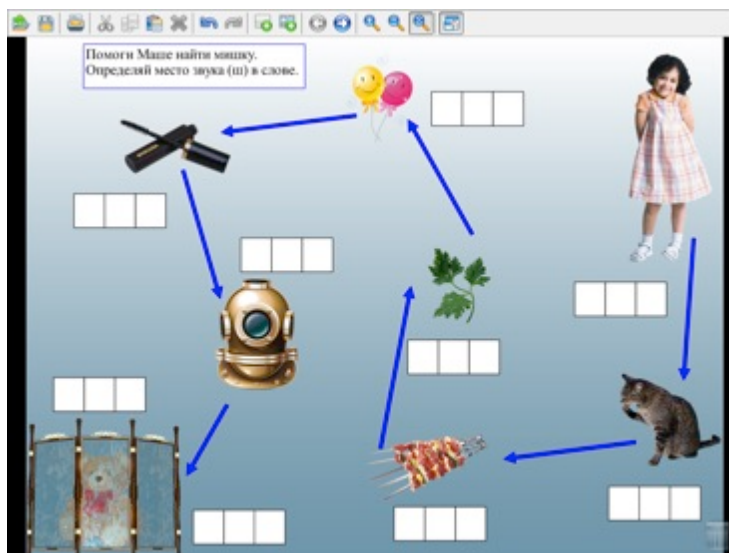 Помоги Маше найти мишку.
Определяй место звука (ш) в слове.